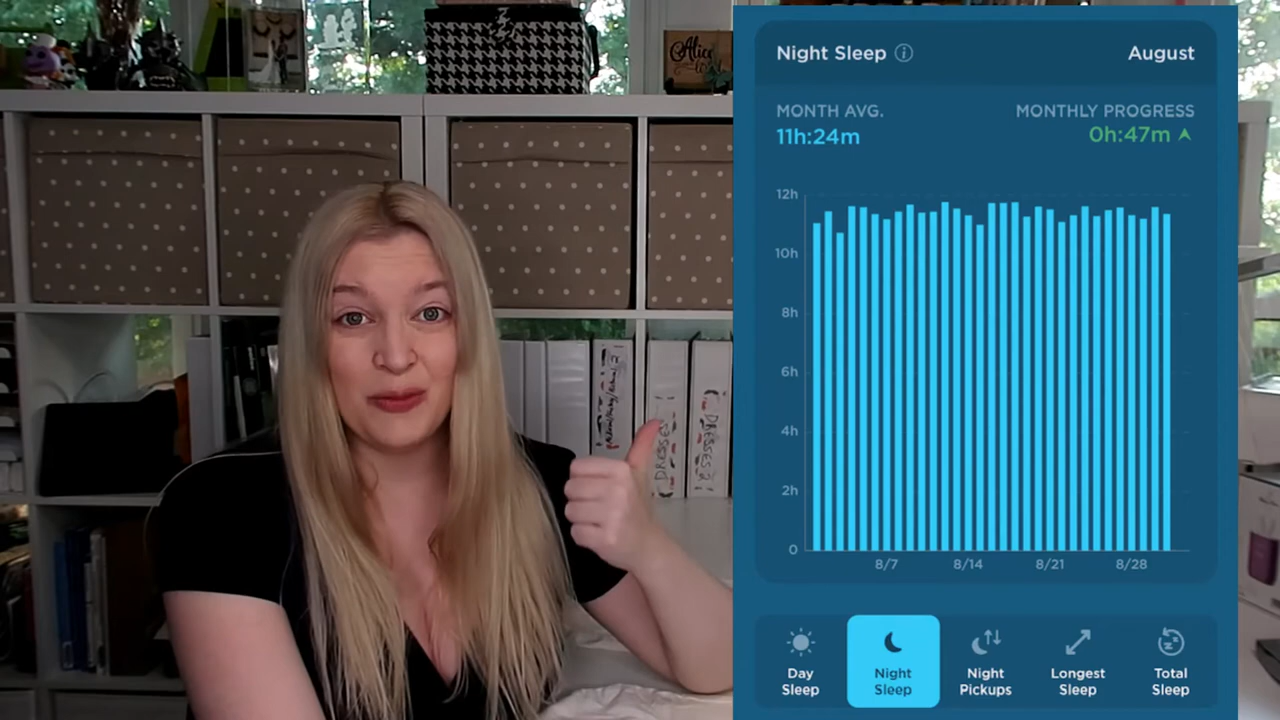 Alice
Night Sleep
August
MONTH AVG.
MONTHLY PROGRESS
11h:24m
0h:47m
12h
10h
8h
6h
4h
2h
0
8/7
8/14
8/21
8/28
Day
Sleep
Night
Sleep
Night
Pickups
Longest
Sleep
Total
Sleep
DRESSES
DRESSES 2